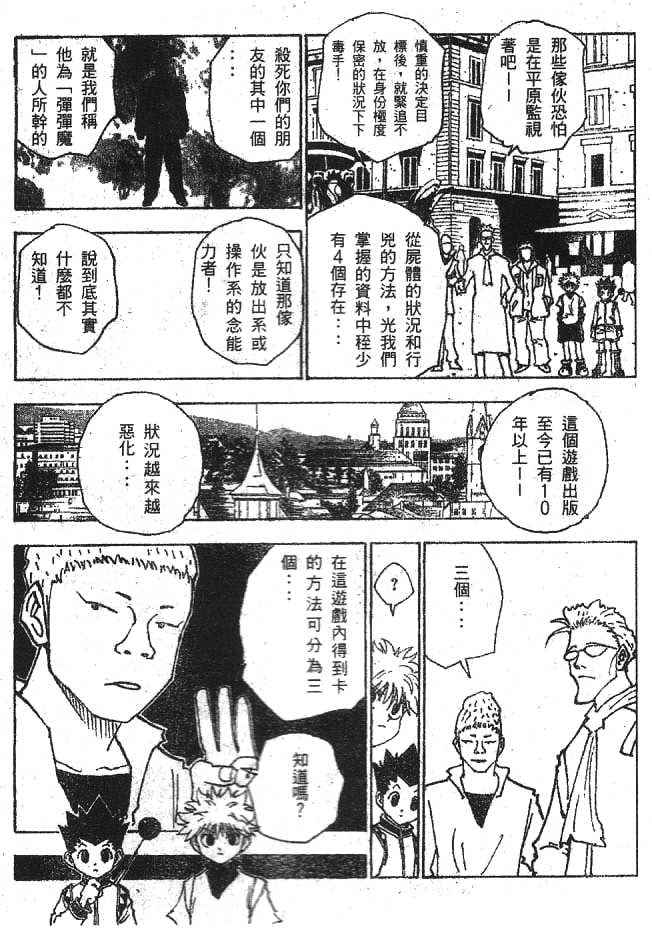 那些傢伙恐怕
是在平原監視
著吧——
慎重的決定目
標後，就緊追不
放，在身份極度
保密的狀況下下
毒手！
從屍體的狀況和行
兇的方法，光我們
掌握的資料中至少
有4個存在…
殺死你們的朋
友的其中一個
…
就是我們稱
他為「彈彈魔
」的人所幹的
只知道那傢
伙是放出系或
操作系的念能
力者！
說到底其實
什麼都不
知道！
這個遊戲出版
至今已有10
年以上——
狀況越來越
惡化…
三個…
？
在這遊戲內得到卡
的方法可分為三
個…
知道嗎？